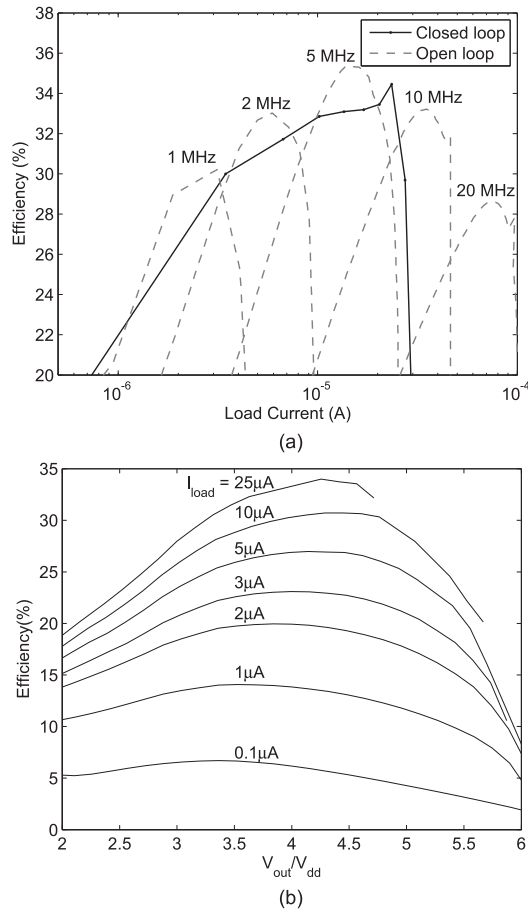 38
36
34
32
30
28
26
24
22
20
Efficiency (%)
Closed loop
Open loop
5 MHz
2 MHz
10 MHz
1 MHz
20 MHz
10⁻⁶
10⁻⁵
10⁻⁴
Load Current (A)
(a)
35
30
25
20
15
10
5
0
Efficiency(%)
I_load = 25μA
10μA
5μA
3μA
2μA
1μA
0.1μA
2
2.5
3
3.5
4
4.5
5
5.5
6
V_out/V_dd
(b)